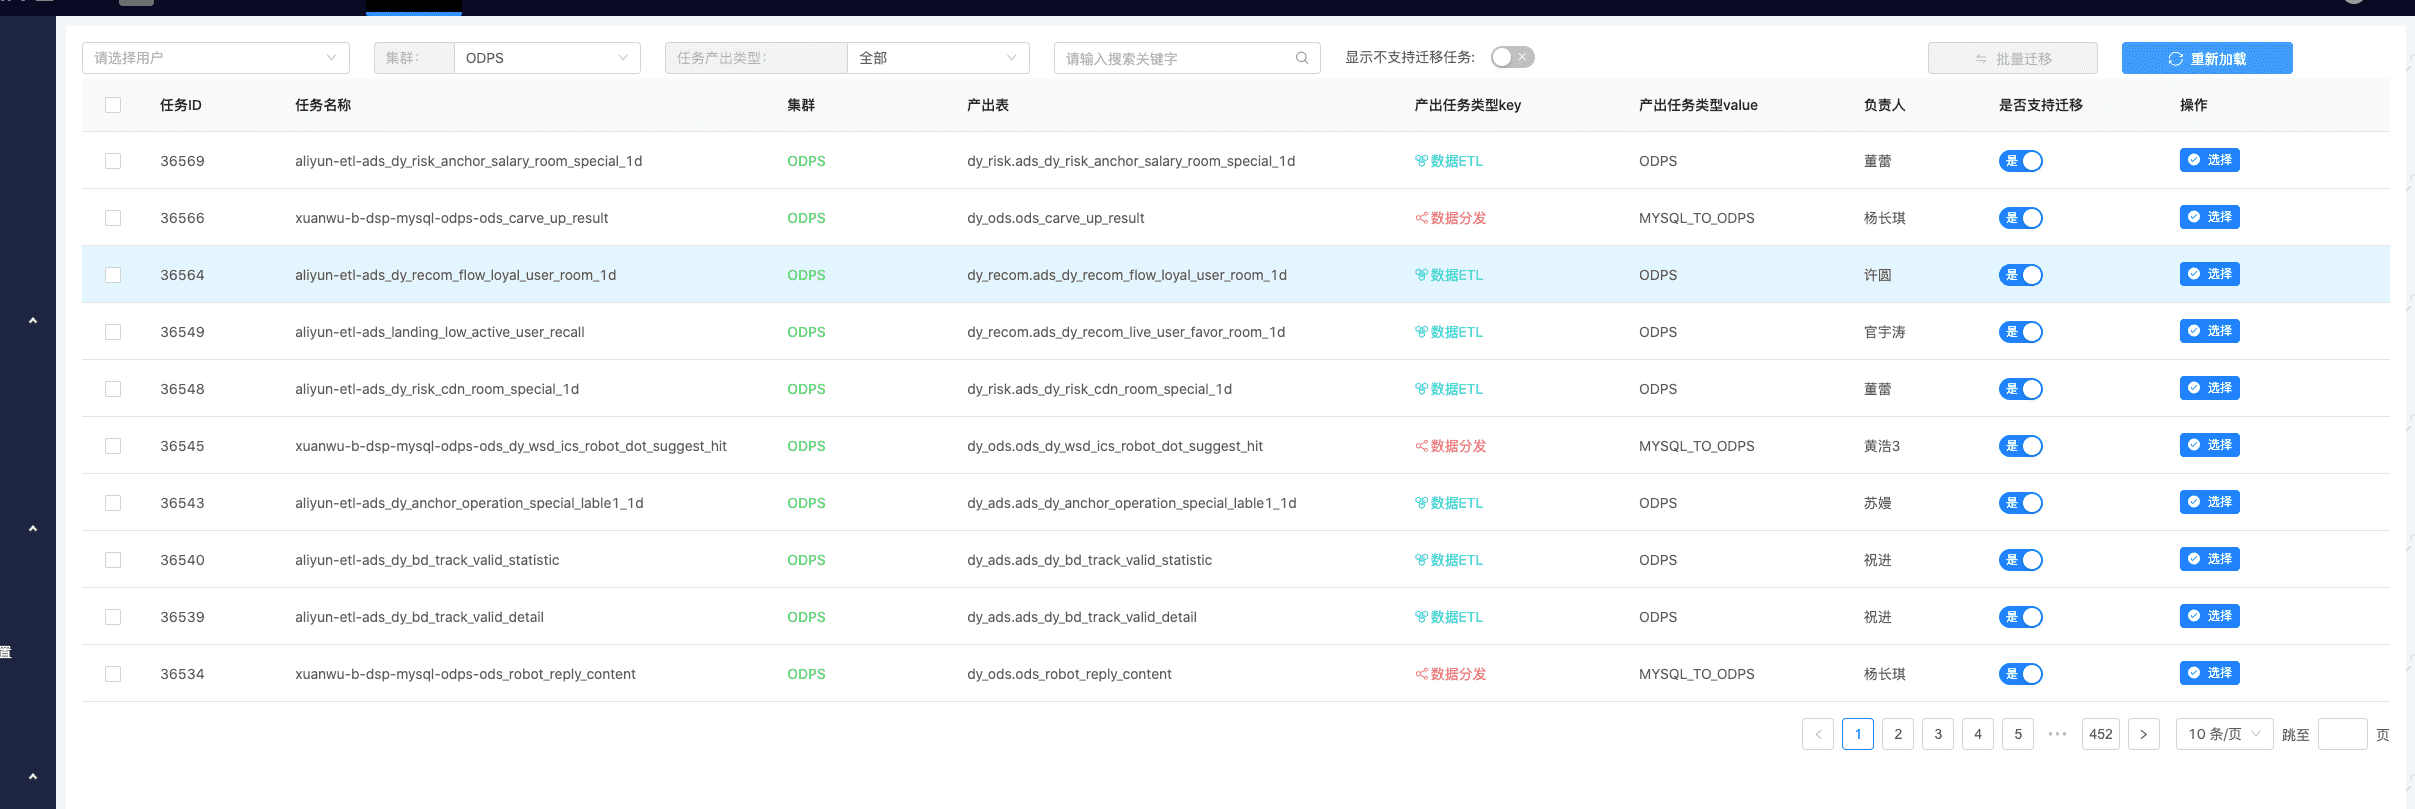 请选择用户 集群: ODPS 任务产出类型: 全部 请输入搜索关键字 显示不支持迁移任务: 批量迁移 重新加载
任务ID 任务名称 集群 产出表 产出任务类型key 产出任务类型value 负责人 是否支持迁移 操作
36569 aliyun-etl-ads_dy_risk_anchor_salary_room_special_1d ODPS dy_risk.ads_dy_risk_anchor_salary_room_special_1d 数据ETL ODPS 董蕾 是 选择
36566 xuanwu-b-dsp-mysql-odps-ods_carve_up_result ODPS dy_ods.ods_carve_up_result 数据分发 MYSQL_TO_ODPS 杨长琪 是 选择
36564 aliyun-etl-ads_dy_recom_flow_loyal_user_room_1d ODPS dy_recom.ads_dy_recom_flow_loyal_user_room_1d 数据ETL ODPS 许圆 是 选择
36549 aliyun-etl-ads_landing_low_active_user_recall ODPS dy_recom.ads_dy_recom_live_user_favor_room_1d 数据ETL ODPS 官宇涛 是 选择
36548 aliyun-etl-ads_dy_risk_cdn_room_special_1d ODPS dy_risk.ads_dy_risk_cdn_room_special_1d 数据ETL ODPS 董蕾 是 选择
36545 xuanwu-b-dsp-mysql-odps-ods_dy_wsd_ics_robot_dot_suggest_hit ODPS dy_ods.ods_dy_wsd_ics_robot_dot_suggest_hit 数据分发 MYSQL_TO_ODPS 黄浩3 是 选择
36543 aliyun-etl-ads_dy_anchor_operation_special_lable1_1d ODPS dy_ads.ads_dy_anchor_operation_special_lable1_1d 数据ETL ODPS 苏嫚 是 选择
36540 aliyun-etl-ads_dy_bd_track_valid_statistic ODPS dy_ads.ads_dy_bd_track_valid_statistic 数据ETL ODPS 祝进 是 选择
36539 aliyun-etl-ads_dy_bd_track_valid_detail ODPS dy_ads.ads_dy_bd_track_valid_detail 数据ETL ODPS 祝进 是 选择
置
36534 xuanwu-b-dsp-mysql-odps-ods_robot_reply_content ODPS dy_ods.ods_robot_reply_content 数据分发 MYSQL_TO_ODPS 杨长琪 是 选择
1 2 3 4 5 ••• 452 10 条/页 跳至 页